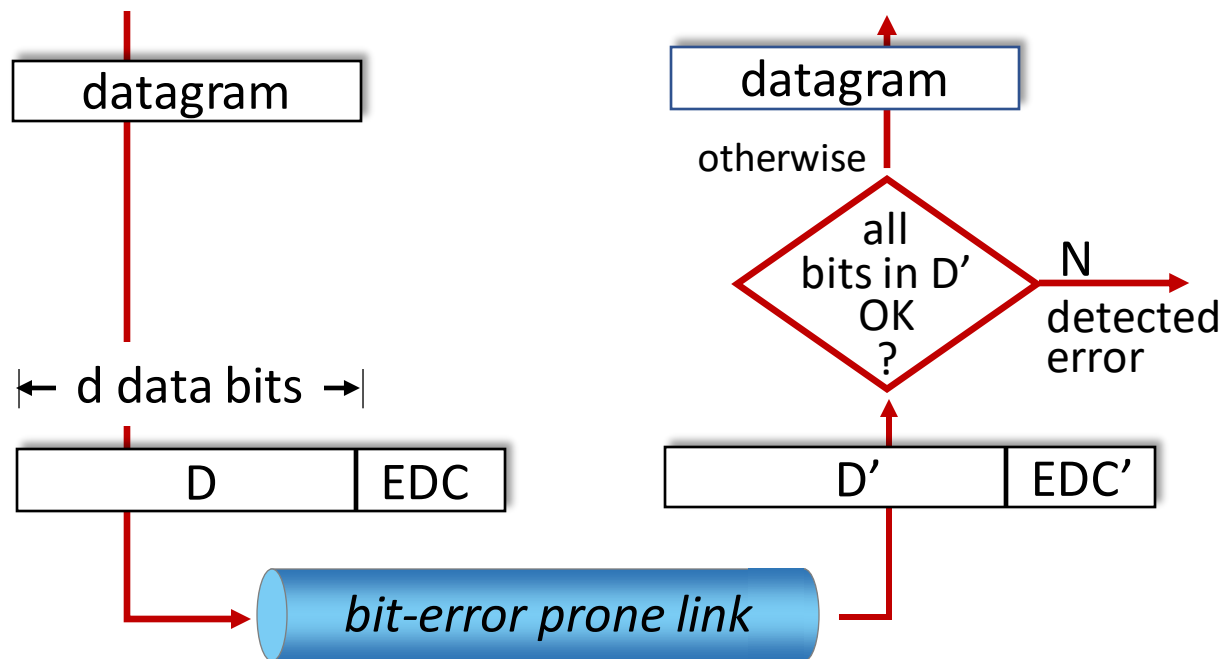 datagram
d data bits
D
EDC
bit-error prone link
datagram
otherwise
all
bits in D’
OK
?
N
detected
error
D’
EDC’